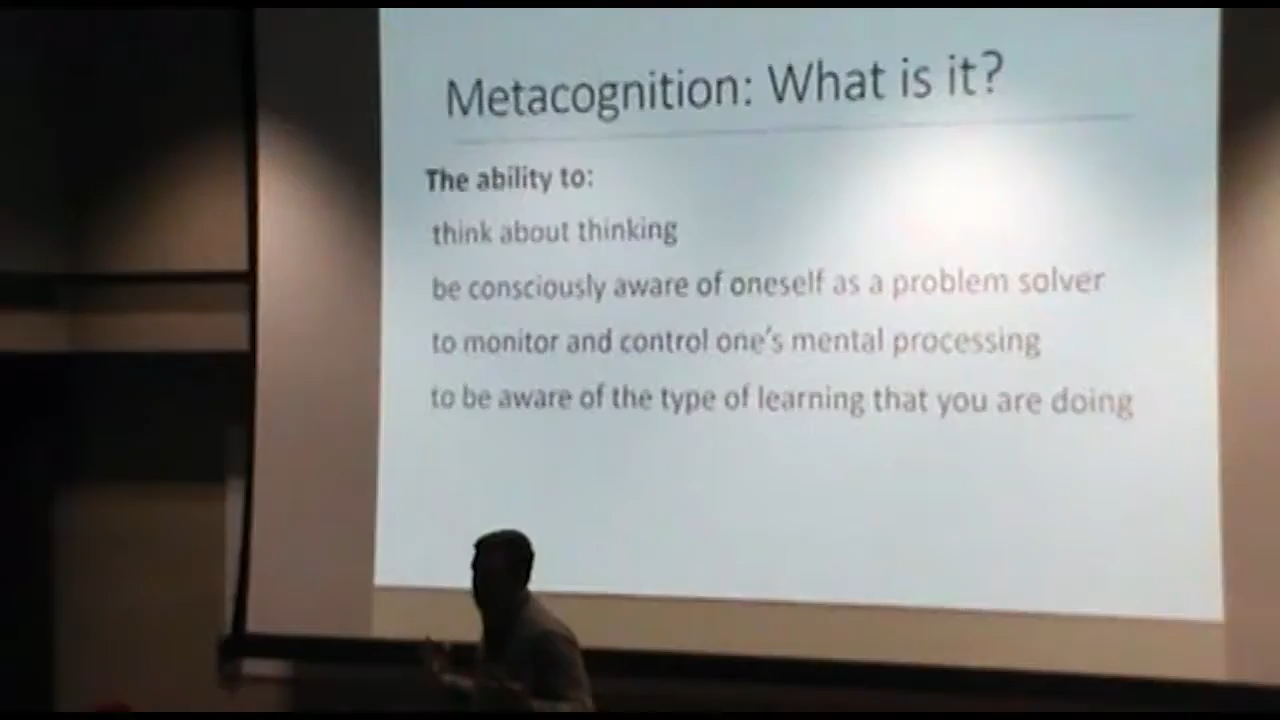 Metacognition: What is it?
The ability to:
think about thinking
be consciously aware of oneself as a problem solver
to monitor and control one's mental processing
to be aware of the type of learning that you are doing